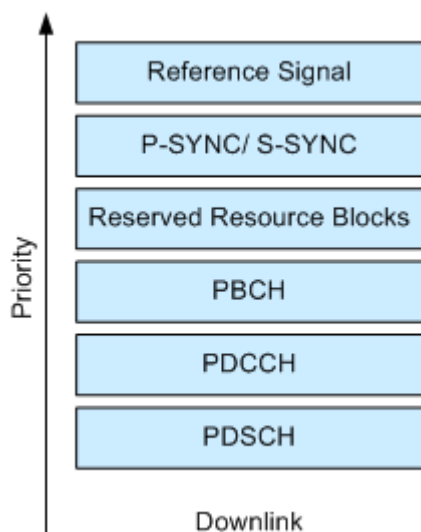 Reference Signal
P-SYNC/ S-SYNC
Reserved Resource Blocks
PBCH
PDCCH
PDSCH
Priority
Downlink